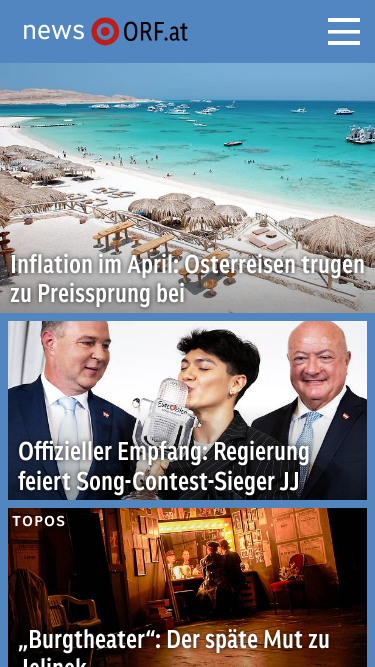 news ORF.at
Inflation im April: Osterreisen trugen
zu Preissprung bei
Offizieller Empfang: Regierung
feiert Song-Contest-Sieger JJ
TOPOS
„Burgtheater“: Der späte Mut zu
Jelinek